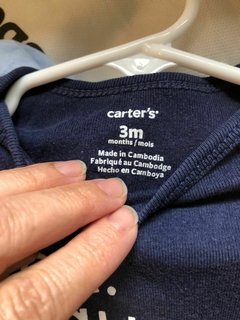 carter's
3m
months / mois
Made in Cambodia
Fabriqué au Cambodge
Hecho en Camboya